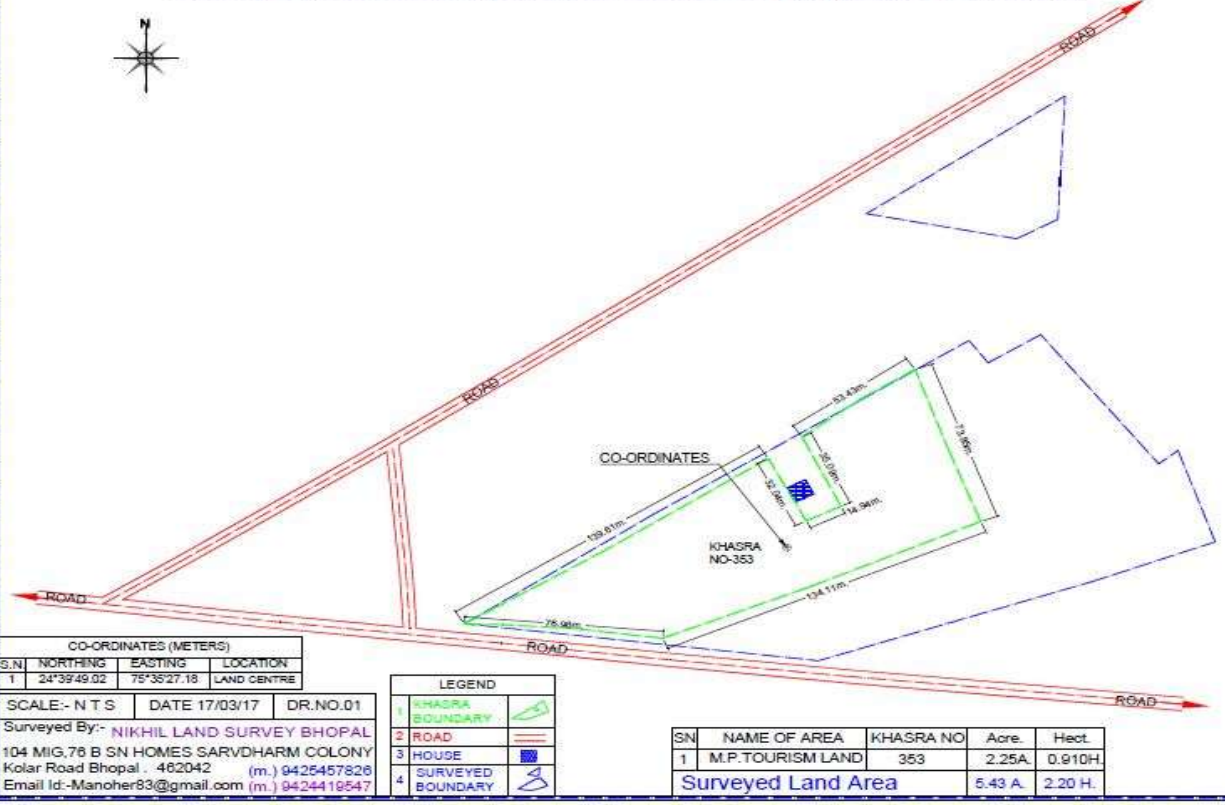 N
ROAD
ROAD
53.43m.
73.85m.
CO-ORDINATES
32.04m.
14.94m.
139.61m.
KHASRA
NO-353
134.11m.
ROAD
78.98m.
ROAD
ROAD
CO-ORDINATES (METERS)
S.N. NORTHING EASTING LOCATION
1 24°39'49.02 75°35'27.18 LAND CENTRE
SCALE:- N T S DATE 17/03/17 DR.NO.01
Surveyed By:- NIKHIL LAND SURVEY BHOPAL
104 MIG,76 B SN HOMES SARVDHARM COLONY
Kolar Road Bhopal . 462042 (m.) 9425457826
Email Id:-Manoher83@gmail.com (m.) 9424419547
LEGEND
1 KHASRA BOUNDARY
2 ROAD
3 HOUSE
4 SURVEYED BOUNDARY
SN NAME OF AREA KHASRA NO Acre. Hect.
1 M.P.TOURISM LAND 353 2.25A. 0.910H.
Surveyed Land Area 5.43 A. 2.20 H.